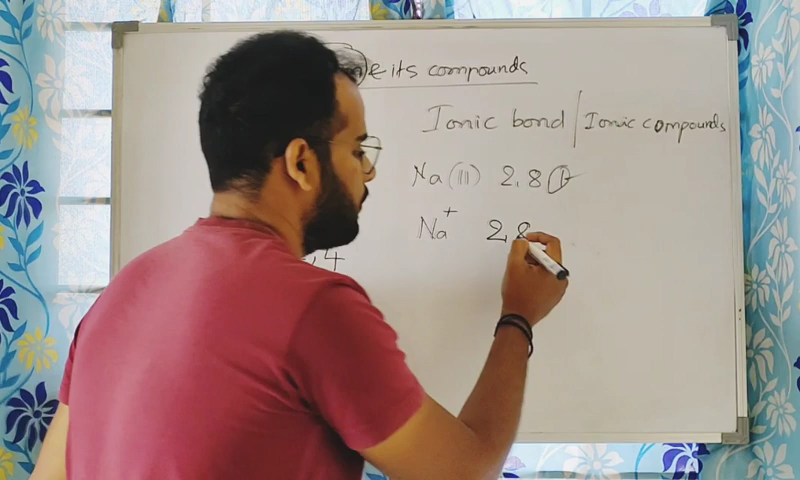 e its compounds
Ionic bond | Ionic compounds
Na (11) 2,8,1
Na+ 2,8
,4